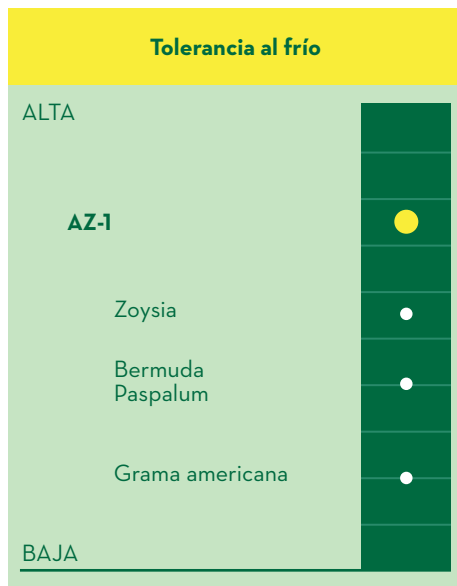 Tolerancia al frío
ALTA
AZ-1
Zoysia
Bermuda
Paspalum
Grama americana
BAJA